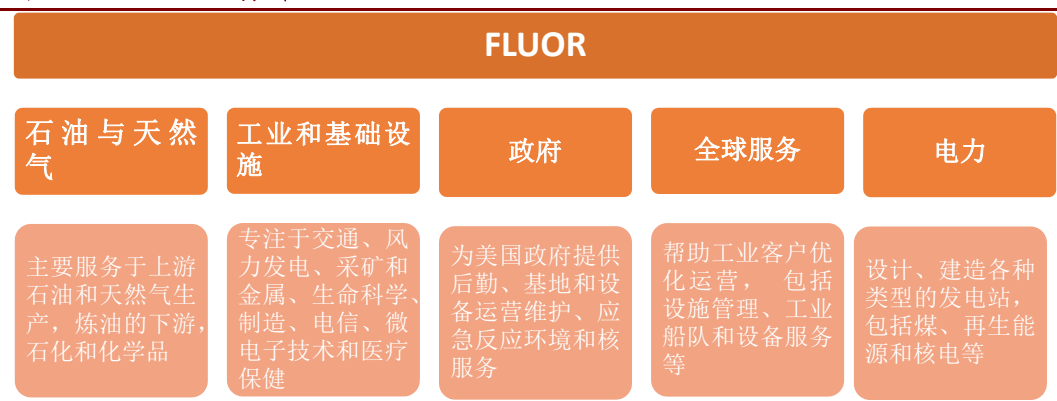 FLUOR
石油与天然
气
工业和基础设
施
政府
全球服务
电力
主要服务于上游
石油和天然气生
产，炼油的下游，
石化和化学品
专注于交通、风
力发电、采矿和
金属、生命科学、
制造、电信、微
电子技术和医疗
保健
为美国政府提供
后勤、基地和设
备运营维护、应
急反应环境和核
服务
帮助工业客户优
化运营， 包括
设施管理、工业
船队和设备服务
等
设计、建造各种
类型的发电站，
包括煤、再生能
源和核电等